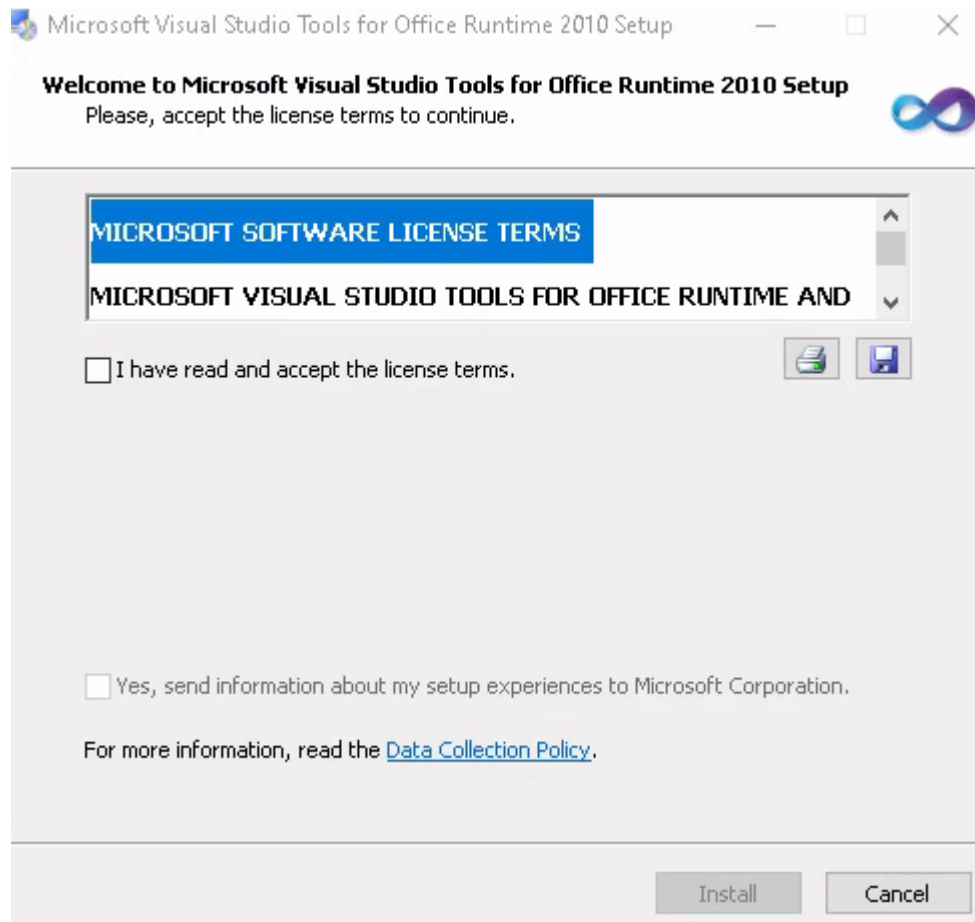 Microsoft Visual Studio Tools for Office Runtime 2010 Setup
Welcome to Microsoft Visual Studio Tools for Office Runtime 2010 Setup
Please, accept the license terms to continue.
MICROSOFT SOFTWARE LICENSE TERMS
MICROSOFT VISUAL STUDIO TOOLS FOR OFFICE RUNTIME AND
I have read and accept the license terms.
Yes, send information about my setup experiences to Microsoft Corporation.
For more information, read the Data Collection Policy.
Install Cancel